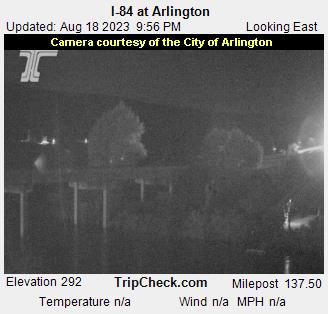 I-84 at Arlington
Updated: Aug 18 2023 9:56 PM Looking East
Camera courtesy of the City of Arlington
Elevation 292 TripCheck.com Milepost 137.50
Temperature n/a Wind n/a MPH n/a